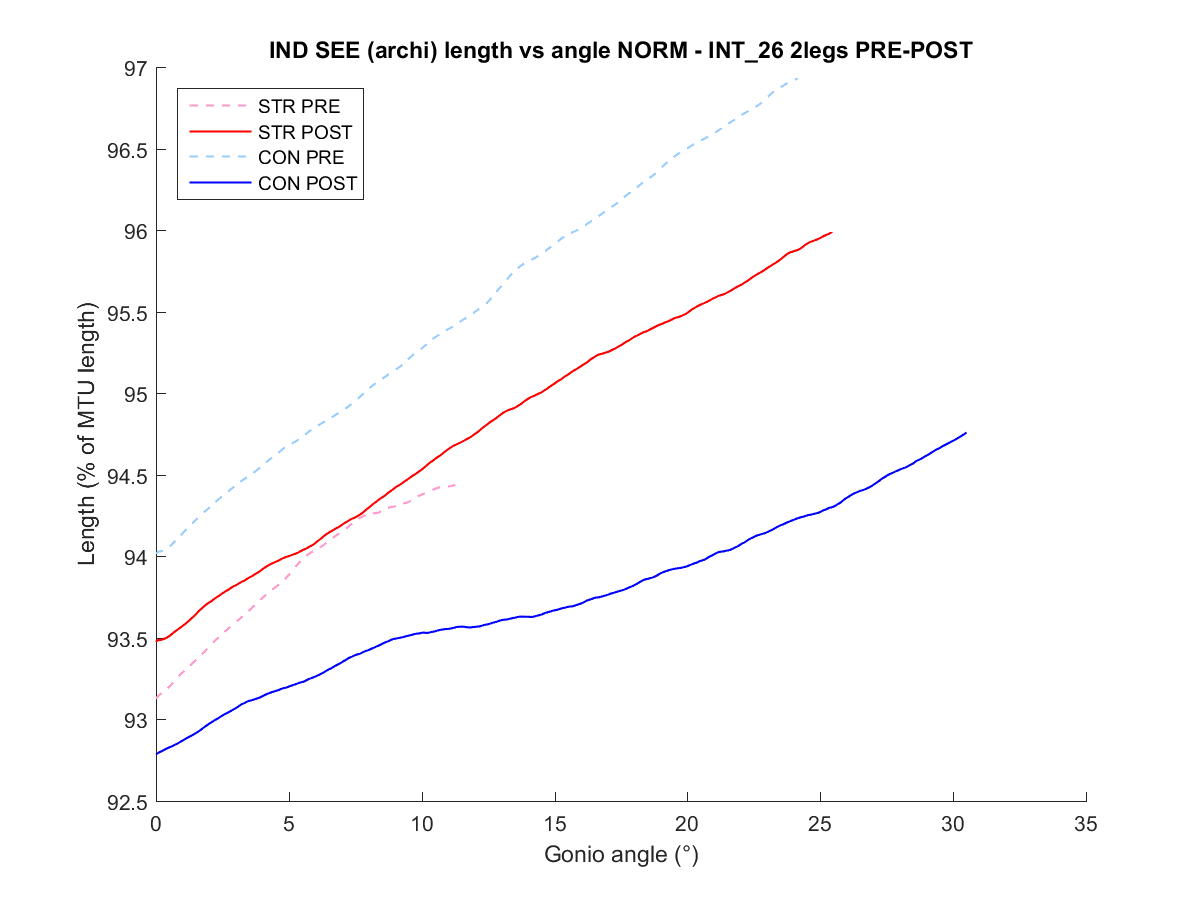 IND SEE (archi) length vs angle NORM - INT_26 2legs PRE-POST
97
96.5
96
95.5
95
94.5
94
93.5
93
92.5
Length (% of MTU length)
STR PRE
STR POST
CON PRE
CON POST
0 5 10 15 20 25 30 35
Gonio angle (°)